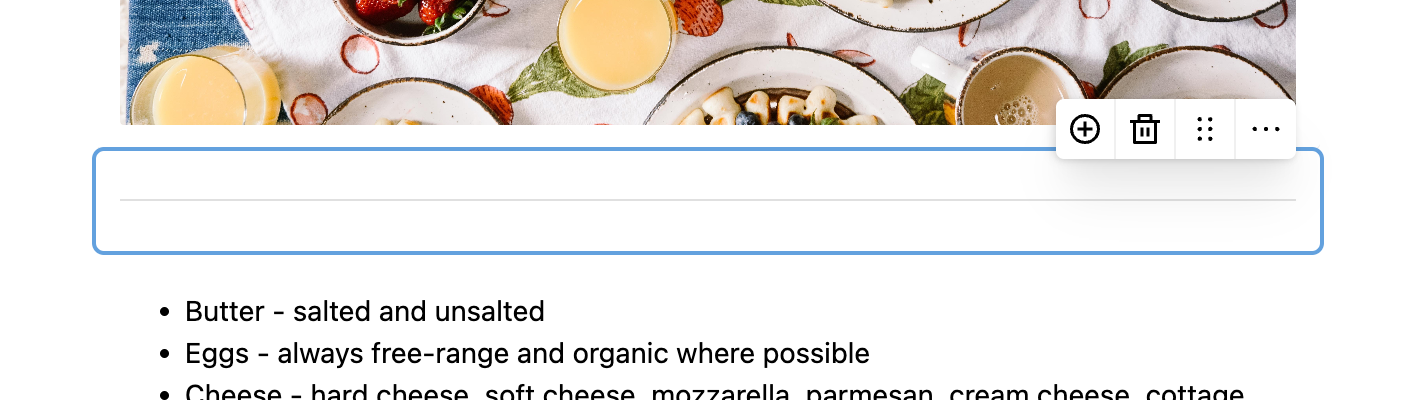 Butter - salted and unsalted
Eggs - always free-range and organic where possible
Cheese - hard cheese, soft cheese, mozzarella, parmesan, cream cheese, cottage